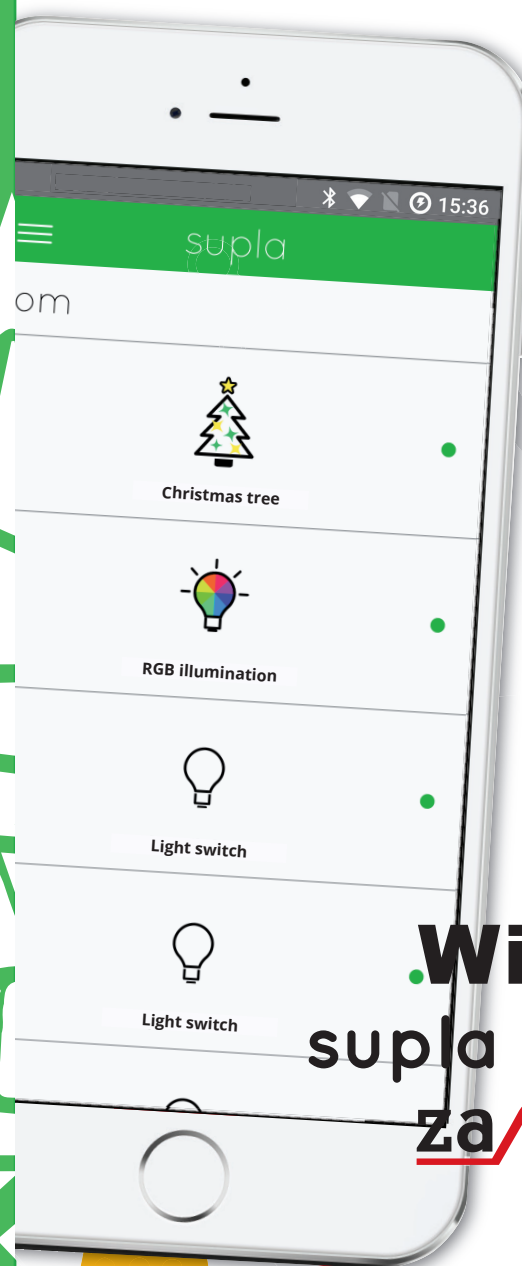 15:36
supla
om
Christmas tree
RGB illumination
Light switch
Light switch
Wi
supla
za